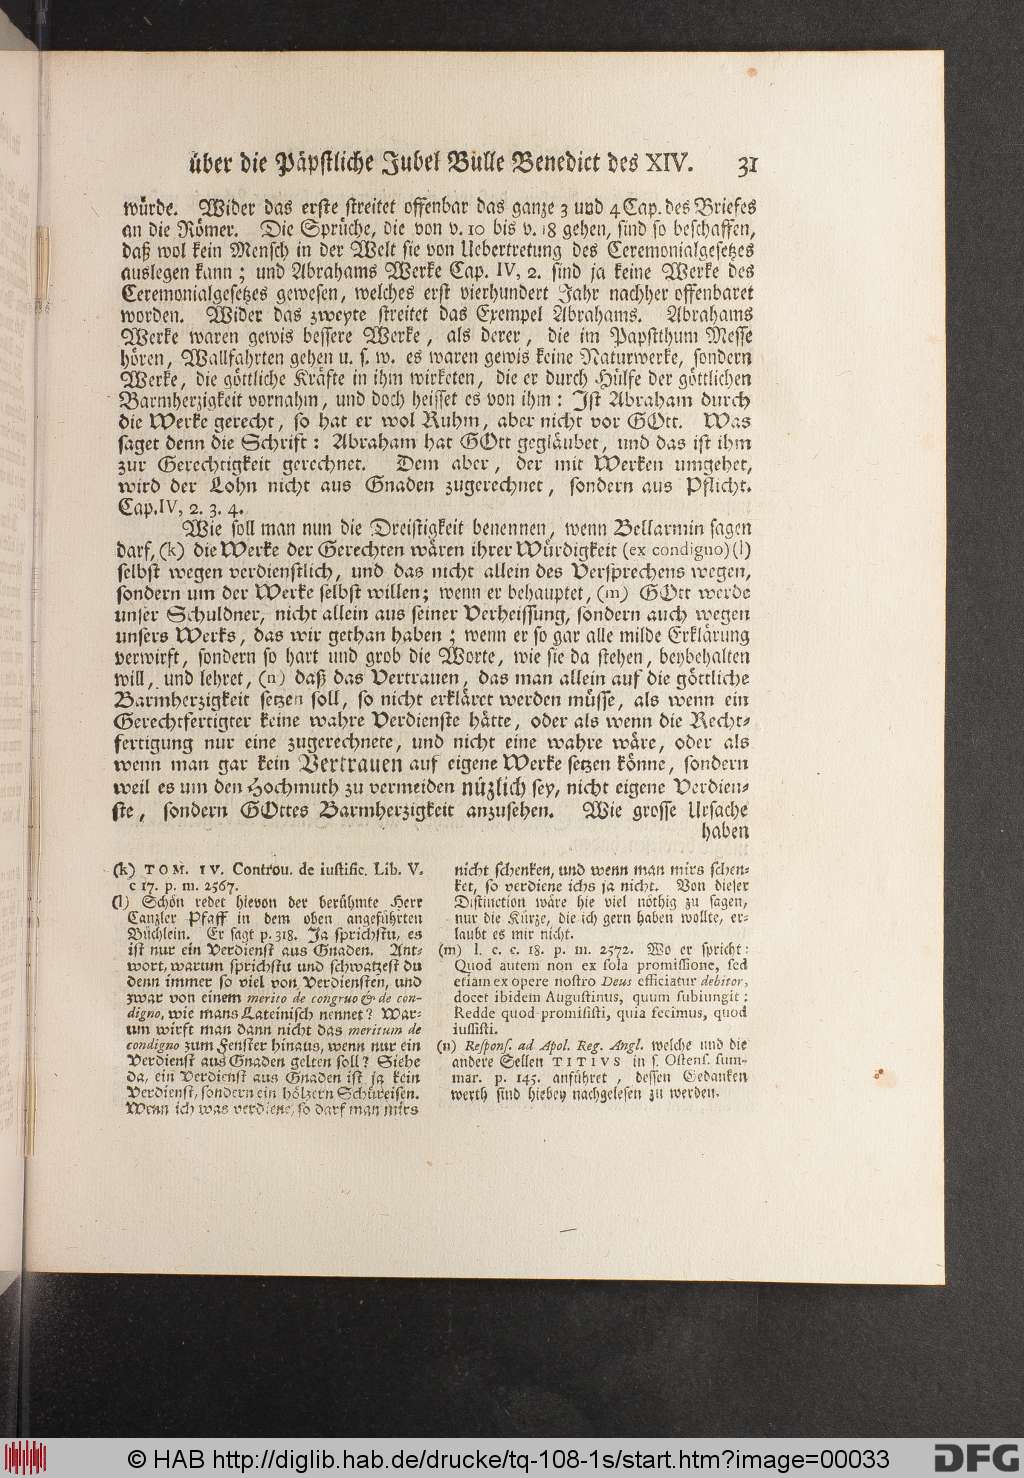 über die Päpstliche Jubel Bulle Benedict des XIV. 31
würde. Wider das erste streitet offenbar das ganze 3 und 4 Cap. des Briefes
an die Römer. Die Sprüche, die von v. 10 bis v. 18 gehen, sind so beschaffen,
daß wol kein Mensch in der Welt sie von Uebertretung des Ceremonialgesetzes
auslegen kann; und Abrahams Werke Cap. IV, 2. sind ja keine Werke des
Ceremonialgesetzes gewesen, welches erst vierhundert Jahr nachher offenbaret
worden. Wider das zweyte streitet das Exempel Abrahams. Abrahams
Werke waren gewis bessere Werke, als derer, die im Papstthum Messe
hören, Wallfahrten gehen u. s. w. es waren gewis keine Naturwerke, sondern
Werke, die göttliche Kräfte in ihm wirketen, die er durch Hülfe der göttlichen
Barmherzigkeit vornahm, und doch heisset es von ihm: Ist Abraham durch
die Werke gerecht, so hat er wol Ruhm, aber nicht vor GOtt. Was
saget denn die Schrift: Abraham hat GOtt gegläubet, und das ist ihm
zur Gerechtigkeit gerechnet. Dem aber, der mit Werken umgehet,
wird der Lohn nicht aus Gnaden zugerechnet, sondern aus Pflicht.
Cap. IV, 2. 3. 4.
Wie soll man nun die Dreistigkeit benennen, wenn Bellarmin sagen
darf, (k) die Werke der Gerechten wären ihrer Würdigkeit (ex condigno) (l)
selbst wegen verdienstlich, und das nicht allein des Versprechens wegen,
sondern um der Werke selbst willen; wenn er behauptet, (m) GOtt werde
unser Schuldner, nicht allein aus seiner Verheissung, sondern auch wegen
unsers Werks, das wir gethan haben; wenn er so gar alle milde Erklärung
verwirft, sondern so hart und grob die Worte, wie sie da stehen, beybehalten
will, und lehret, (n) daß das Vertrauen, das man allein auf die göttliche
Barmherzigkeit setzen soll, so nicht erkläret werden müsse, als wenn ein
Gerechtfertigter keine wahre Verdienste hätte, oder als wenn die Recht-
fertigung nur eine zugerechnete, und nicht eine wahre wäre, oder als
wenn man gar kein Vertrauen auf eigene Werke setzen könne, sondern
weil es um den Hochmuth zu vermeiden nüzlich sey, nicht eigene Verdien-
ste, sondern GOttes Barmherzigkeit anzusehen. Wie grosse Ursache
haben
(k) TOM. IV. Controu. de iustific. Lib. V.
c 17. p. m. 2567.
(l) Schön redet hievon der berühmte Herr
Canzler Pfaff in dem oben angeführten
Büchlein. Er sagt p. 318. Ja sprichstu, es
ist nur ein Verdienst aus Gnaden. Ant-
wort, warum sprichstu und schwatzest du
denn immer so viel von Verdiensten, und
zwar von einem merito de congruo & de con-
digno, wie mans Lateinisch nennet? War-
um wirft man dann nicht das meritum de
condigno zum Fenster hinaus, wenn nur ein
Verdienst aus Gnaden gelten soll? Siehe
da, ein Verdienst aus Gnaden ist ja kein
Verdienst, sondern ein hölzern Schüreisen.
Wenn ich was verdiene, so darf man mirs
nicht schenken, und wenn man mirs schen-
ket, so verdiene ichs ja nicht. Von dieser
Distinction wäre hie viel nöthig zu sagen,
nur die Kürze, die ich gern haben wollte, er-
laubt es mir nicht.
(m) l. c. c. 18. p. m. 2572. Wo er spricht:
Quod autem non ex sola promissione, sed
etiam ex opere nostro Deus efficiatur debitor,
docet ibidem Augustinus, quum subiungit:
Redde quod promisisti, quia fecimus, quod
iussisti.
(n) Respons. ad Apol. Reg. Angl. welche und die
andere Sellen TITIVS in s. Ostens. sum-
mar. p. 145. anführet, dessen Gedanken
werth sind hiebey nachgelesen zu werden.
© HAB http://diglib.hab.de/drucke/tq-108-1s/start.htm?image=00033
DFG